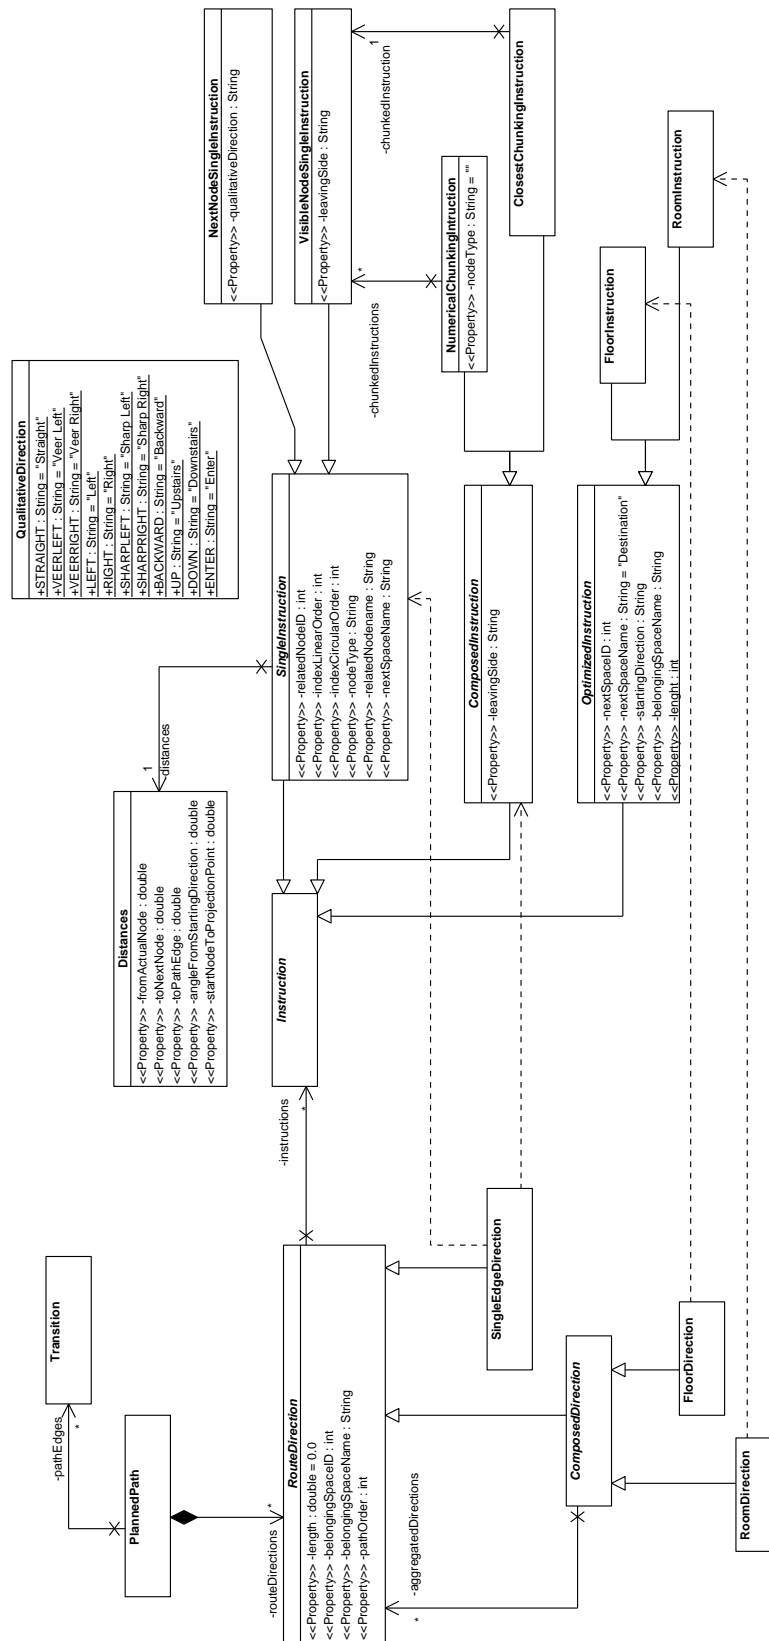 Transition
-pathEdges
*
PlannedPath
-routeDirections
*
RouteDirection
<<Property>> -length : double = 0.0
<<Property>> -belongingSpaceID : int
<<Property>> -belongingSpaceName : String
<<Property>> -pathOrder : int
-aggregatedDirections
*
ComposedDirection
RoomDirection
FloorDirection
SingleEdgeDirection
-instructions
*
Instruction
Distances
<<Property>> -fromActualNode : double
<<Property>> -toNextNode : double
<<Property>> -toPathEdge : double
<<Property>> -angleFromStartingDirection : double
<<Property>> -startNodeToProjectionPoint : double
1
-distances
SingleInstruction
<<Property>> -relatedNodeID : int
<<Property>> -indexLinearOrder : int
<<Property>> -indexCircularOrder : int
<<Property>> -nodeType : String
<<Property>> -relatedNodename : String
<<Property>> -nextSpaceName : String
ComposedInstruction
<<Property>> -leavingSide : String
OptimizedInstruction
<<Property>> -nextSpaceID : int
<<Property>> -nextSpaceName : String = "Destination"
<<Property>> -startingDirection : String
<<Property>> -belongingSpaceName : String
<<Property>> -lenght : int
QualitativeDirection
+STRAIGHT : String = "Straight"
+VEERLEFT : String = "Veer Left"
+VEERRIGHT : String = "Veer Right"
+LEFT : String = "Left"
+RIGHT : String = "Right"
+SHARPLEFT : String = "Sharp Left"
+SHARPRIGHT : String = "Sharp Right"
+BACKWARD : String = "Backward"
+UP : String = "Upstairs"
+DOWN : String = "Downstairs"
+ENTER : String = "Enter"
NextNodeSingleInstruction
<<Property>> -qualitativeDirection : String
VisibleNodeSingleInstruction
<<Property>> -leavingSide : String
-chunkedInstructions
*
-chunkedInstruction
1
NumericalChunkingIntruction
<<Property>> -nodeType : String = ""
ClosestChunkingInstruction
FloorInstruction
RoomInstruction